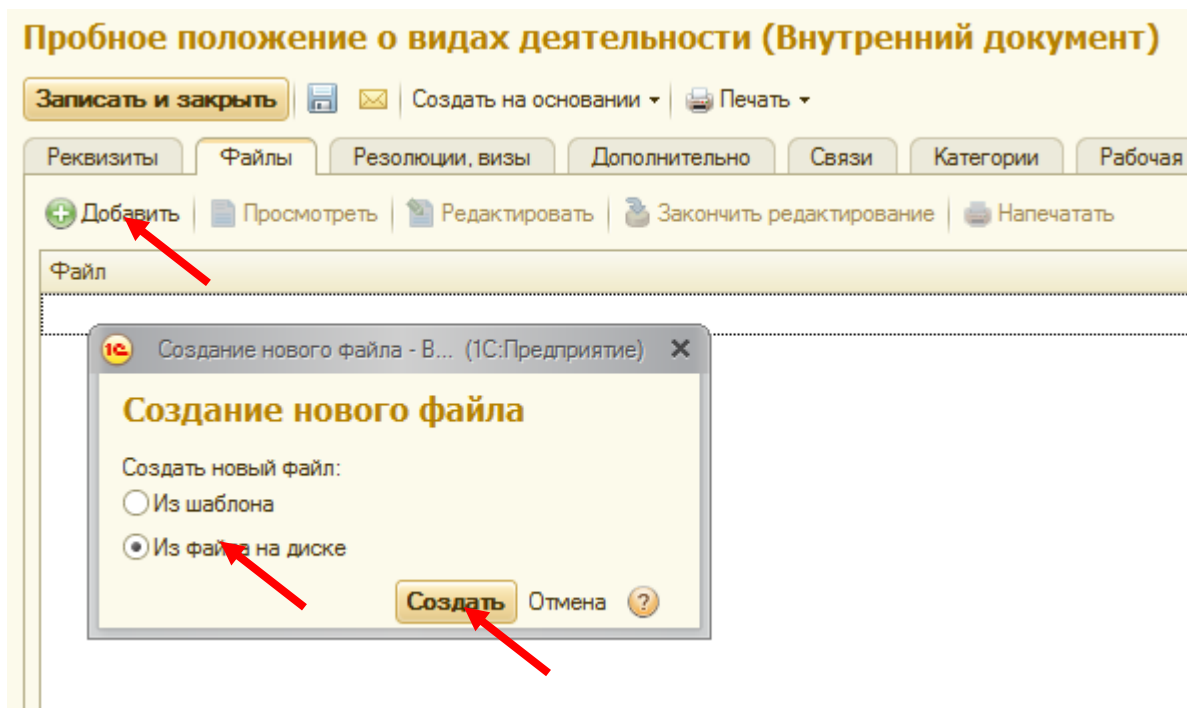 Пробное положение о видах деятельности (Внутренний документ)
Записать и закрыть Создать на основании Печать
Реквизиты Файлы Резолюции, визы Дополнительно Связи Категории Рабочая
Добавить Просмотреть Редактировать Закончить редактирование Напечатать
Файл
1С Создание нового файла - В... (1С:Предприятие)
Создание нового файла
Создать новый файл:
Из шаблона
Из файла на диске
Создать Отмена ?